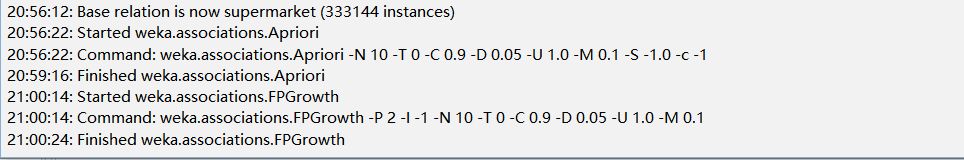 20:56:12: Base relation is now supermarket (333144 instances)
20:56:22: Started weka.associations.Apriori
20:56:22: Command: weka.associations.Apriori -N 10 -T 0 -C 0.9 -D 0.05 -U 1.0 -M 0.1 -S -1.0 -c -1
20:59:16: Finished weka.associations.Apriori
21:00:14: Started weka.associations.FPGrowth
21:00:14: Command: weka.associations.FPGrowth -P 2 -I -1 -N 10 -T 0 -C 0.9 -D 0.05 -U 1.0 -M 0.1
21:00:24: Finished weka.associations.FPGrowth